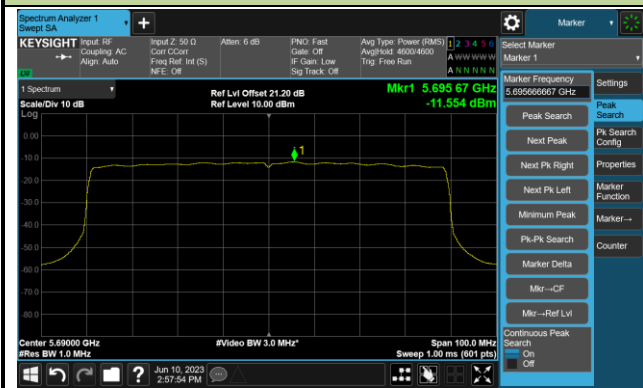 Spectrum Analyzer 1
Swept SA
Marker
KEYSIGHT
Input: RF
Coupling: AC
Align: Auto
Input Z: 50 Ω
Corr CCorr
Freq Ref: Int (S)
NFE: Off
Atten: 6 dB
PNO: Fast
Gate: Off
IF Gain: Low
Sig Track: Off
Avg Type: Power (RMS)
Avg|Hold: 4600/4600
Trig: Free Run
1 2 3 4 5 6
A W W W W W
A N N N N N
Select Marker
Marker 1
1 Spectrum
Scale/Div 10 dB
Log
Ref Lvl Offset 21.20 dB
Ref Level 10.00 dBm
Mkr1 5.695 67 GHz
-11.554 dBm
0.00
-10.0
-20.0
-30.0
-40.0
-50.0
-60.0
-70.0
-80.0
1
Center 5.69000 GHz
#Res BW 1.0 MHz
#Video BW 3.0 MHz*
Span 100.0 MHz
Sweep 1.00 ms (601 pts)
Marker Frequency
5.695666667 GHz
Peak Search
Next Peak
Next Pk Right
Next Pk Left
Minimum Peak
Pk-Pk Search
Marker Delta
Mkr→CF
Mkr→Ref Lvl
Continuous Peak
Search
On
Off
Settings
Peak
Search
Pk Search
Config
Properties
Marker
Function
Marker→
Counter
Jun 10, 2023
2:57:54 PM